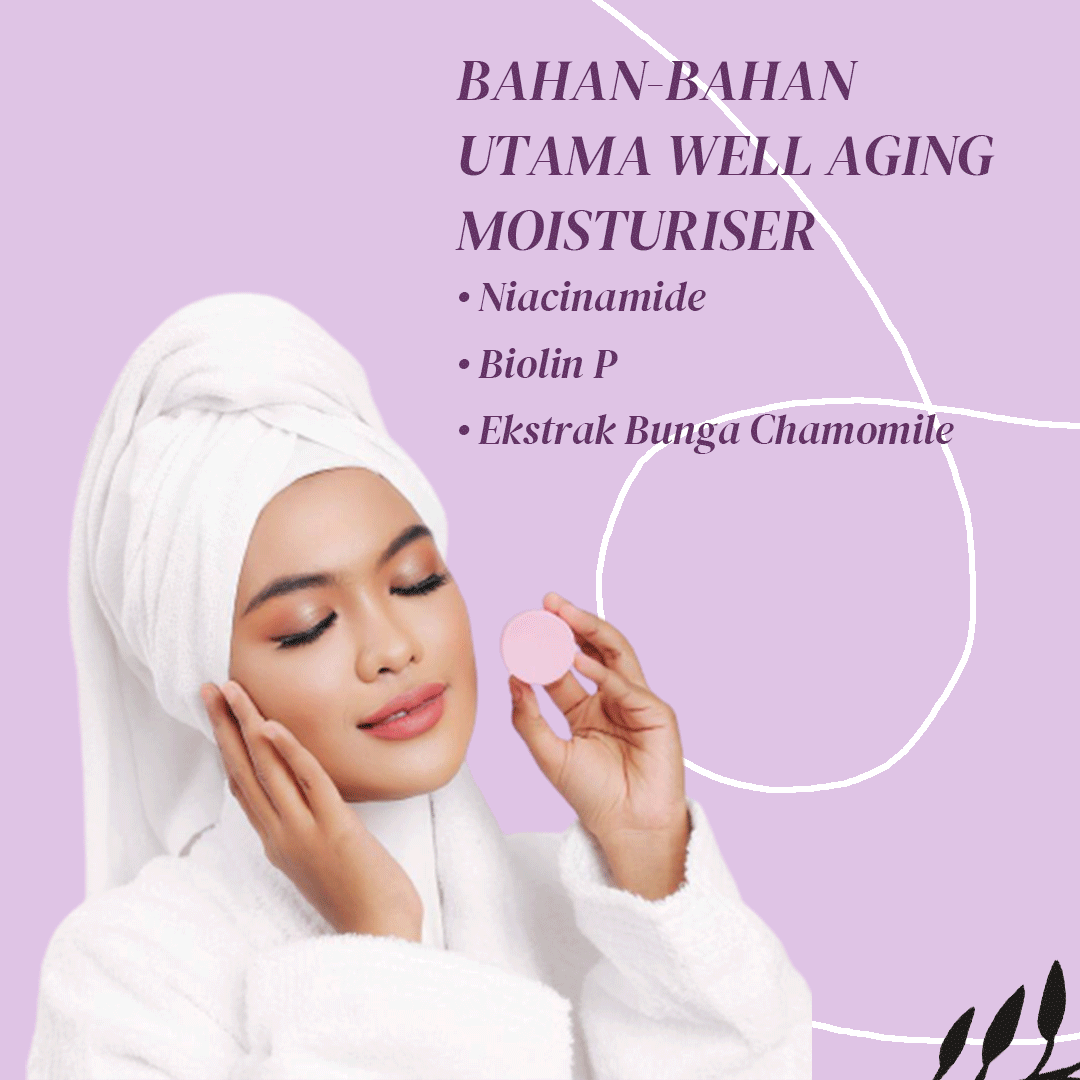 BAHAN-BAHAN
UTAMA WELL AGING
MOISTURISER
• Niacinamide
• Biolin P
• Ekstrak Bunga Chamomile